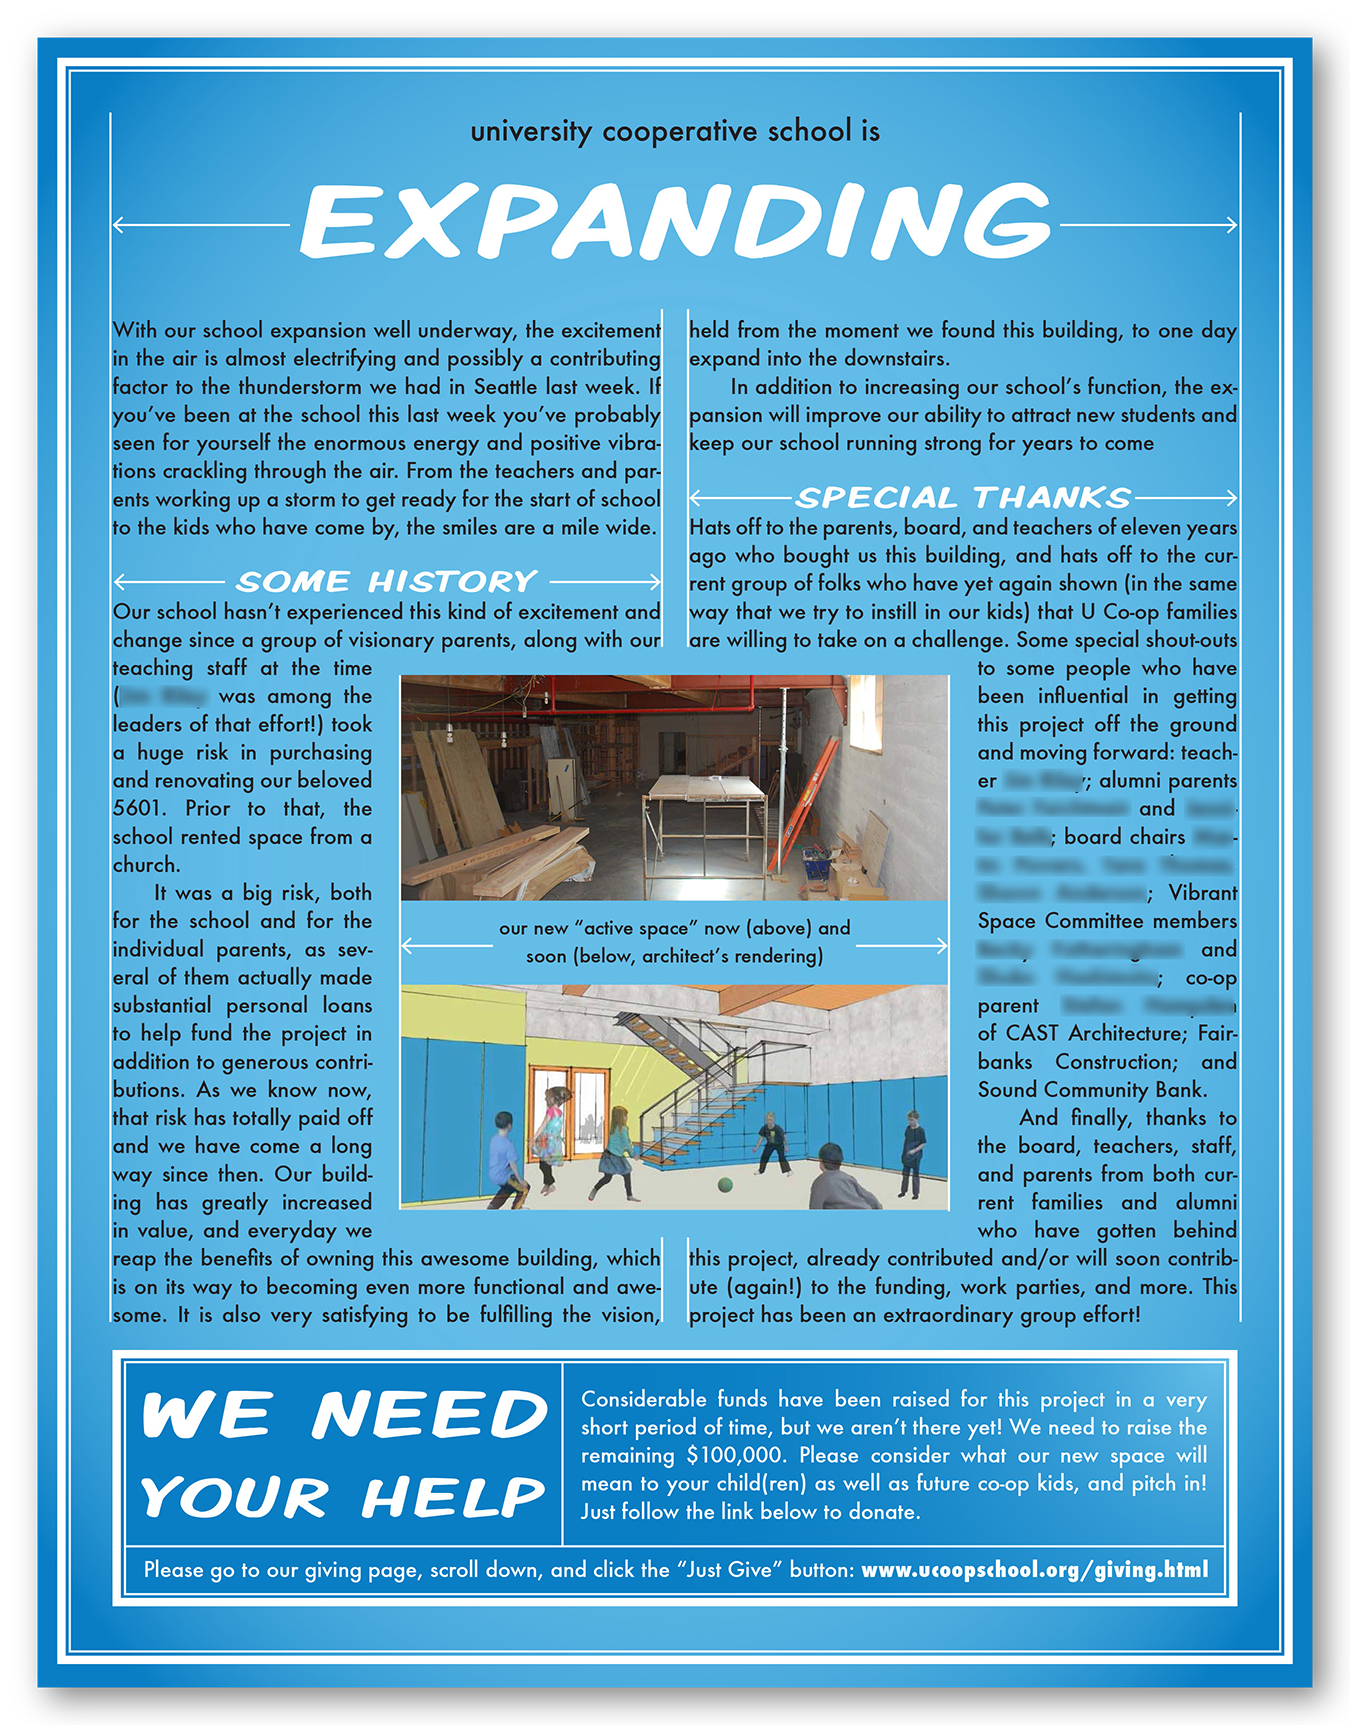 university cooperative school is
EXPANDING
With our school expansion well underway, the excitement
in the air is almost electrifying and possibly a contributing
factor to the thunderstorm we had in Seattle last week. If
you've been at the school this last week you've probably
seen for yourself the enormous energy and positive vibra-
tions crackling through the air. From the teachers and par-
ents working up a storm to get ready for the start of school
to the kids who have come by, the smiles are a mile wide.
SOME HISTORY
Our school hasn't experienced this kind of excitement and
change since a group of visionary parents, along with our
teaching staff at the time
( was among the
leaders of that effort!) took
a huge risk in purchasing
and renovating our beloved
5601. Prior to that, the
school rented space from a
church.
It was a big risk, both
for the school and for the
individual parents, as sev-
eral of them actually made
substantial personal loans
to help fund the project in
addition to generous contri-
butions. As we know now,
that risk has totally paid off
and we have come a long
way since then. Our build-
ing has greatly increased
in value, and everyday we
reap the benefits of owning this awesome building, which
is on its way to becoming even more functional and awe-
some. It is also very satisfying to be fulfilling the vision,
held from the moment we found this building, to one day
expand into the downstairs.
In addition to increasing our school's function, the ex-
pansion will improve our ability to attract new students and
keep our school running strong for years to come
SPECIAL THANKS
Hats off to the parents, board, and teachers of eleven years
ago who bought us this building, and hats off to the cur-
rent group of folks who have yet again shown (in the same
way that we try to instill in our kids) that U Co-op families
are willing to take on a challenge. Some special shout-outs
to some people who have
been influential in getting
this project off the ground
and moving forward: teach-
er ; alumni parents
and
; board chairs
; Vibrant
Space Committee members
and
; co-op
parent
of CAST Architecture; Fair-
banks Construction; and
Sound Community Bank.
And finally, thanks to
the board, teachers, staff,
and parents from both cur-
rent families and alumni
who have gotten behind
this project, already contributed and/or will soon contrib-
ute (again!) to the funding, work parties, and more. This
project has been an extraordinary group effort!
our new "active space" now (above) and
soon (below, architect's rendering)
WE NEED
YOUR HELP
Considerable funds have been raised for this project in a very
short period of time, but we aren't there yet! We need to raise the
remaining $100,000. Please consider what our new space will
mean to your child(ren) as well as future co-op kids, and pitch in!
Just follow the link below to donate.
Please go to our giving page, scroll down, and click the "Just Give" button: www.ucoopschool.org/giving.html